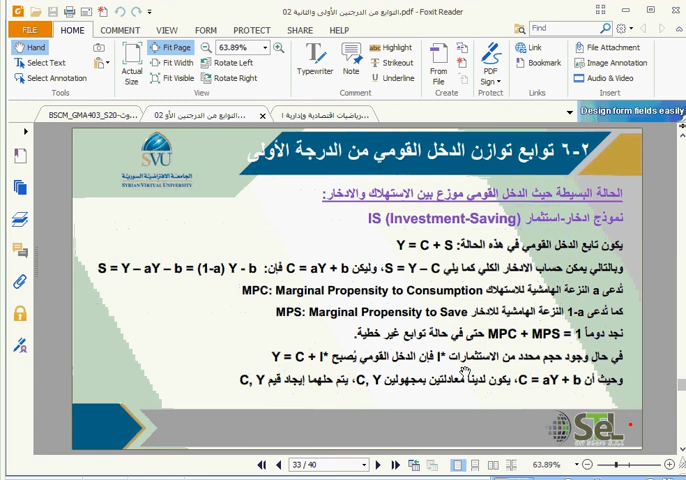 التوابع من الدرجتين الأولى والثانية 02.pdf - Foxit Reader
FILE HOME COMMENT VIEW FORM PROTECT SHARE HELP Find
Hand
Select Text
Select Annotation
Actual Size
Fit Page
Fit Width
Fit Visible
63.89%
Rotate Left
Rotate Right
View
Typewriter
Note
Highlight
Strikeout
Underline
Comment
From File
Create
PDF Sign
Protect
Link
Bookmark
Links
File Attachment
Image Annotation
Audio & Video
Insert
BSCM_GMA403_S20-...
02 التوابع من الدرجتين الأو...
Design form fields easily
٢-٦ توابع توازن الدخل القومي من الدرجة الأولى
SVU
الجامعة الافتراضية السورية
SYRIAN VIRTUAL UNIVERSITY
الحالة البسيطة حيث الدخل القومي موزع بين الاستهلاك والادخار:
نموذج ادخار-استثمار IS (Investment-Saving)
يكون تابع الدخل القومي في هذه الحالة: Y = C + S
وبالتالي يمكن حساب الادخار الكلي كما يلي S = Y – C، وليكن C = aY + b فإن: S = Y – aY – b = (1-a) Y - b
تُدعى a النزعة الهامشية للاستهلاك MPC: Marginal Propensity to Consumption
كما تُدعى 1-a النزعة الهامشية للادخار MPS: Marginal Propensity to Save
نجد دوماً MPC + MPS = 1 حتى في حالة توابع غير خطية.
في حال وجود حجم محدد من الاستثمارات I* فإن الدخل القومي يُصبح Y = C + I*
وحيث أن C = aY + b، يكون لدينا معادلتين بمجهولين C, Y، يتم حلهما إيجاد قيم C, Y
SteL
33 / 40
63.89%